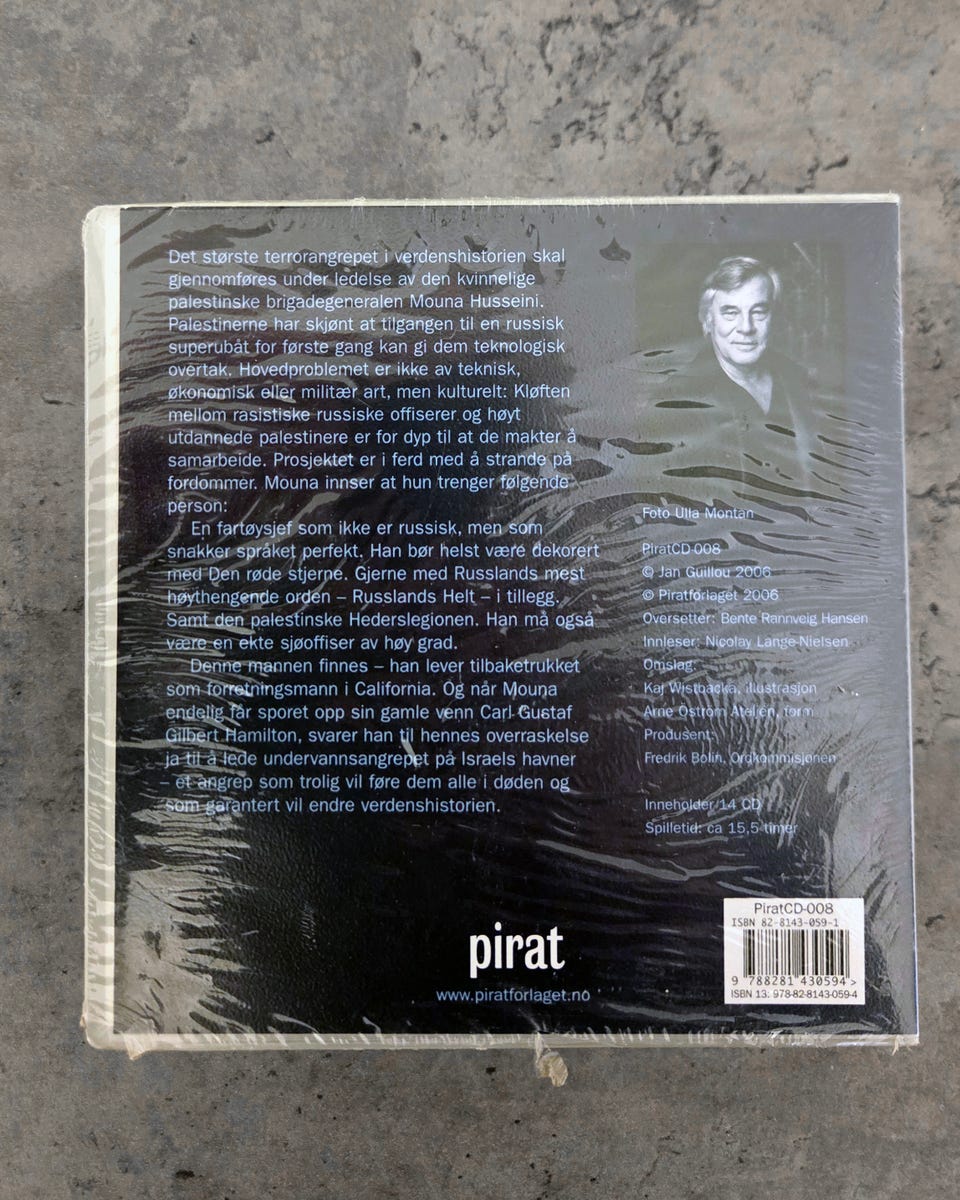 Det største terrorangrepet i verdenshistorien skal
gjennomføres under ledelse av den kvinnelige
palestinske brigadegeneralen Mouna Husseini.
Palestinerne har skjønt at tilgangen til en russisk
superubåt for første gang kan gi dem teknologisk
overtak. Hovedproblemet er ikke av teknisk,
økonomisk eller militær art, men kulturelt: Kløften
mellom rasistiske russiske offiserer og høyt
utdannede palestinere er for dyp til at de makter å
samarbeide. Prosjektet er i ferd med å strande på
fordommer. Mouna innser at hun trenger følgende
person:
En fartøysjef som ikke er russisk, men som
snakker språket perfekt. Han bør helst være dekorert
med Den røde stjerne. Gjerne med Russlands mest
høythengende orden – Russlands Helt – i tillegg.
Samt den palestinske Hederslegionen. Han må også
være en ekte sjøoffiser av høy grad.
Denne mannen finnes – han lever tilbaketrukket
som forretningsmann i California. Og når Mouna
endelig får sporet opp sin gamle venn Carl Gustaf
Gilbert Hamilton, svarer han til hennes overraskelse
ja til å lede undervannsangrepet på Israels havner
– et angrep som trolig vil føre dem alle i døden og
som garantert vil endre verdenshistorien.
Foto Ulla Montan
PiratCD-008
© Jan Guillou 2006
© Piratforlaget 2006
Oversetter: Bente Rannveig Hansen
Innleser: Nicolay Lange-Nielsen
Omslag:
Kaj Wistbacka, illustrasjon
Arne Öström Ateljén, form
Produsent:
Fredrik Bolin, Ordkommisjonen
Inneholder 14 CD
Spilletid: ca 15,5 timer
pirat
www.piratforlaget.no
PiratCD-008
ISBN 82-8143-059-1
9 788281 430594 >
ISBN 13: 978-82-8143-059-4